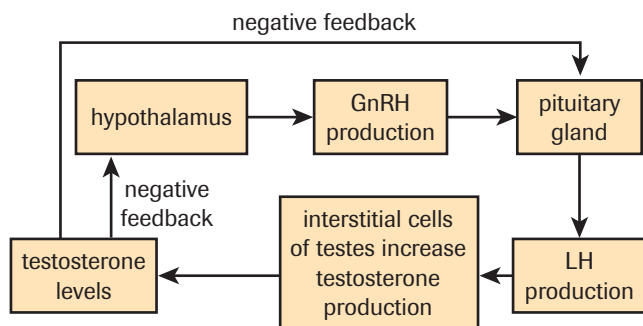 negative feedback
hypothalamus
GnRH
production
pituitary
gland
negative
feedback
testosterone
levels
interstitial cells
of testes increase
testosterone
production
LH
production